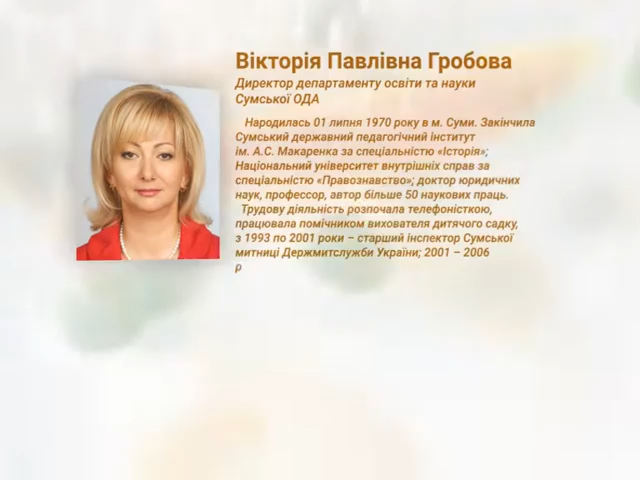 Вікторія Павлівна Гробова
Директор департаменту освіти та науки
Сумської ОДА
Народилась 01 липня 1970 року в м. Суми. Закінчила
Сумський державний педагогічний інститут
ім. А.С. Макаренка за спеціальністю «Історія»;
Національний університет внутрішніх справ за
спеціальністю «Правознавство»; доктор юридичних
наук, профессор, автор більше 50 наукових праць.
Трудову діяльність розпочала телефоністкою,
працювала помічником вихователя дитячого садку,
з 1993 по 2001 роки – старший інспектор Сумської
митниці Держмитслужби України; 2001 – 2006
р